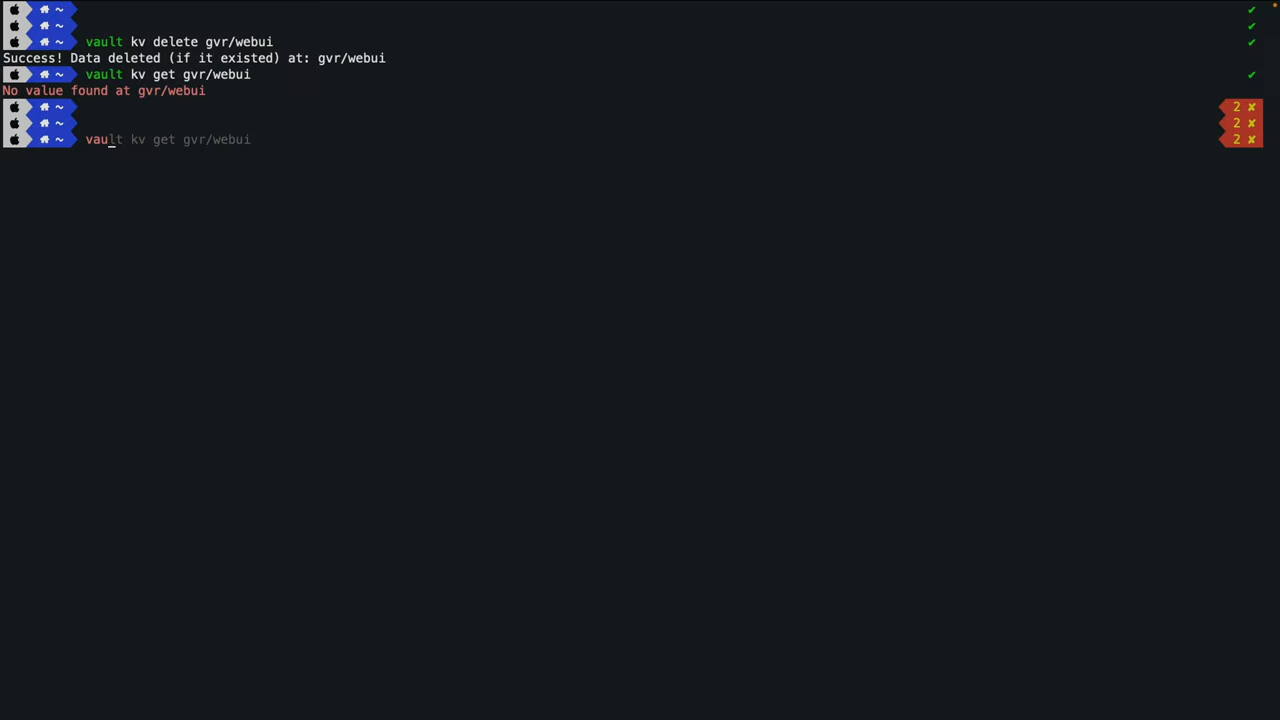 ~
~
~ vault kv delete gvr/webui ✔
Success! Data deleted (if it existed) at: gvr/webui
~ vault kv get gvr/webui ✔
No value found at gvr/webui
~ 2 ✘
~ 2 ✘
~ vault kv get gvr/webui 2 ✘